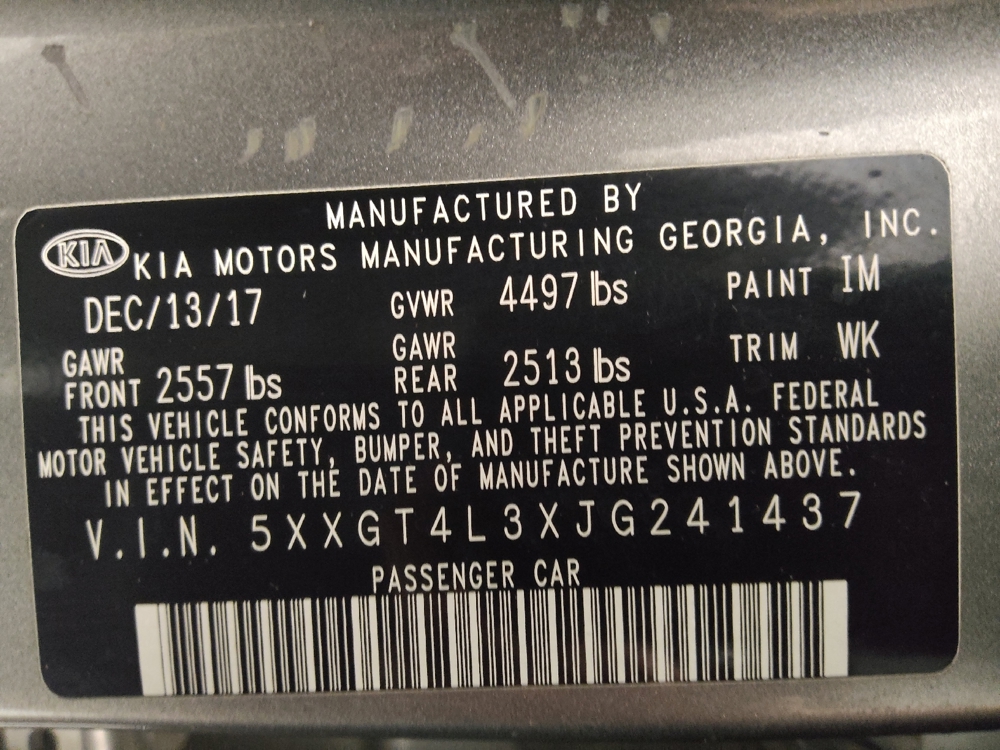 MANUFACTURED BY
KIA KIA MOTORS MANUFACTURING GEORGIA, INC.
DEC/13/17 GVWR 4497 lbs PAINT IM
GAWR FRONT 2557 lbs GAWR REAR 2513 lbs TRIM WK
THIS VEHICLE CONFORMS TO ALL APPLICABLE U.S.A. FEDERAL
MOTOR VEHICLE SAFETY, BUMPER, AND THEFT PREVENTION STANDARDS
IN EFFECT ON THE DATE OF MANUFACTURE SHOWN ABOVE.
V.I.N. 5XXGT4L3XJG241437
PASSENGER CAR